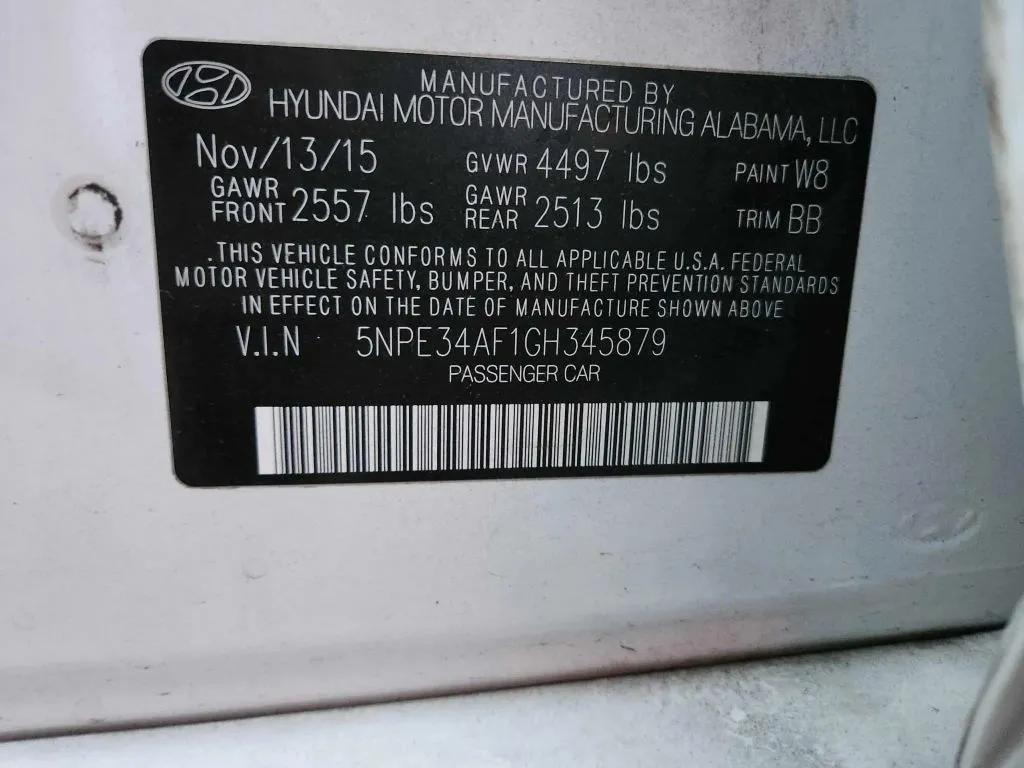 MANUFACTURED BY
HYUNDAI MOTOR MANUFACTURING ALABAMA, LLC
Nov/13/15 GVWR 4497 lbs PAINT W8
GAWR FRONT 2557 lbs GAWR REAR 2513 lbs TRIM BB
.THIS VEHICLE CONFORMS TO ALL APPLICABLE U.S.A. FEDERAL
MOTOR VEHICLE SAFETY, BUMPER, AND THEFT PREVENTION STANDARDS
IN EFFECT ON THE DATE OF MANUFACTURE SHOWN ABOVE
V.I.N 5NPE34AF1GH345879
PASSENGER CAR